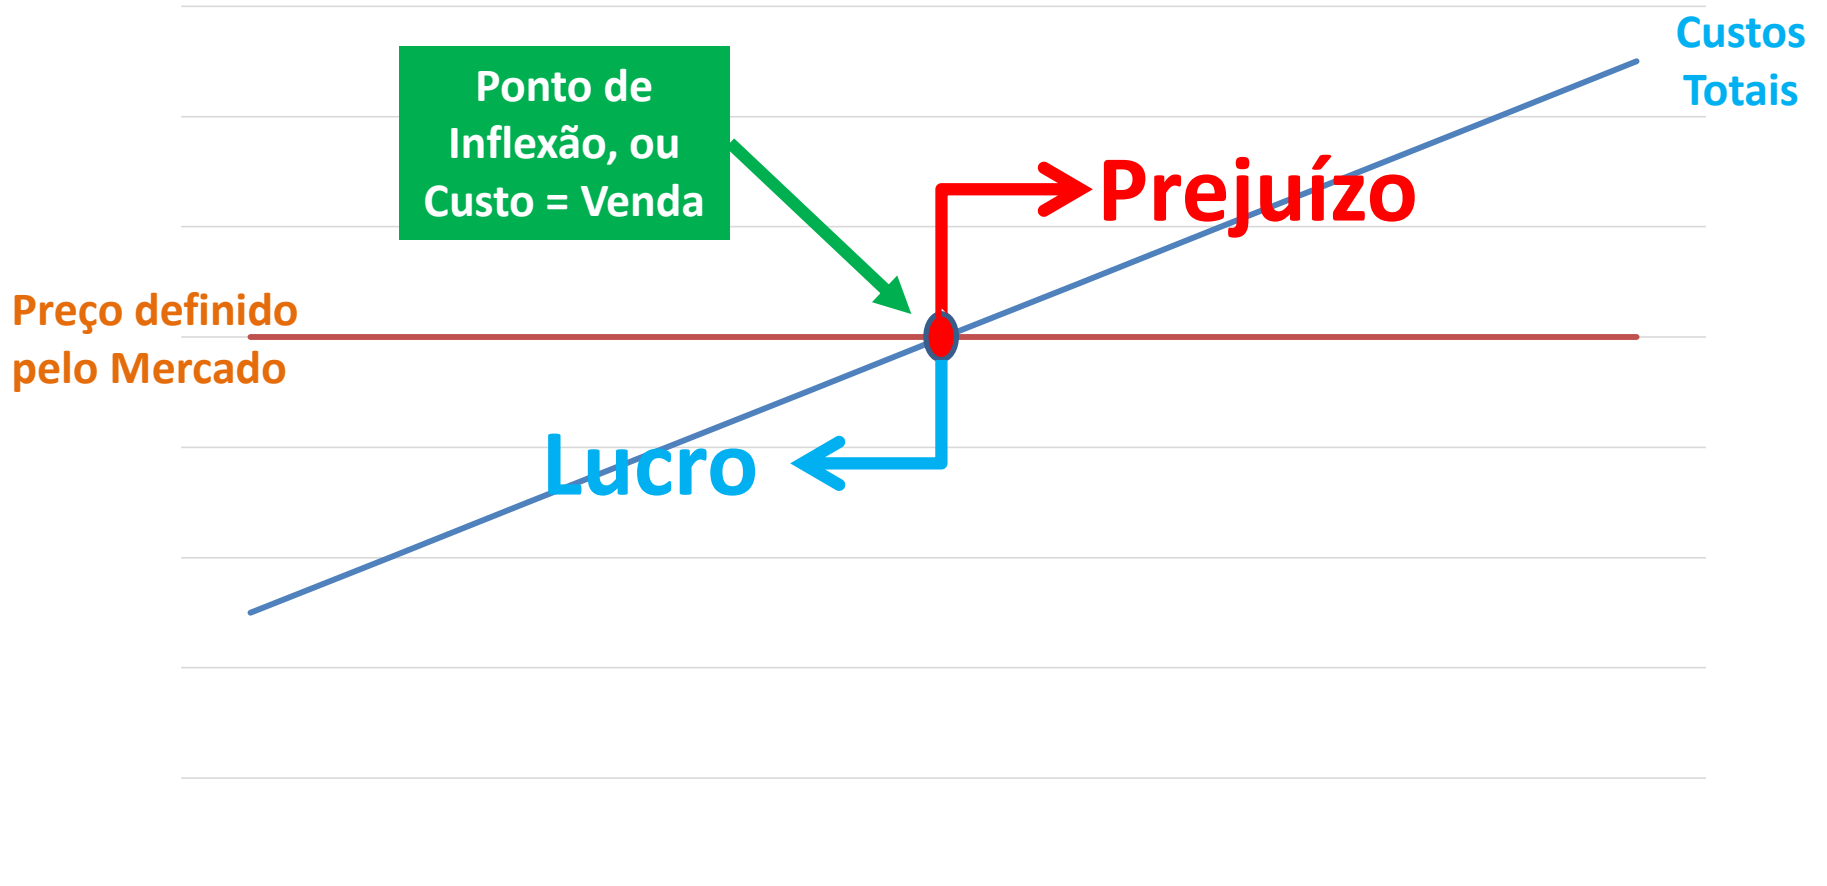 Custos
Totais
Ponto de
Inflexão, ou
Custo = Venda
Prejuízo
Preço definido
pelo Mercado
Lucro